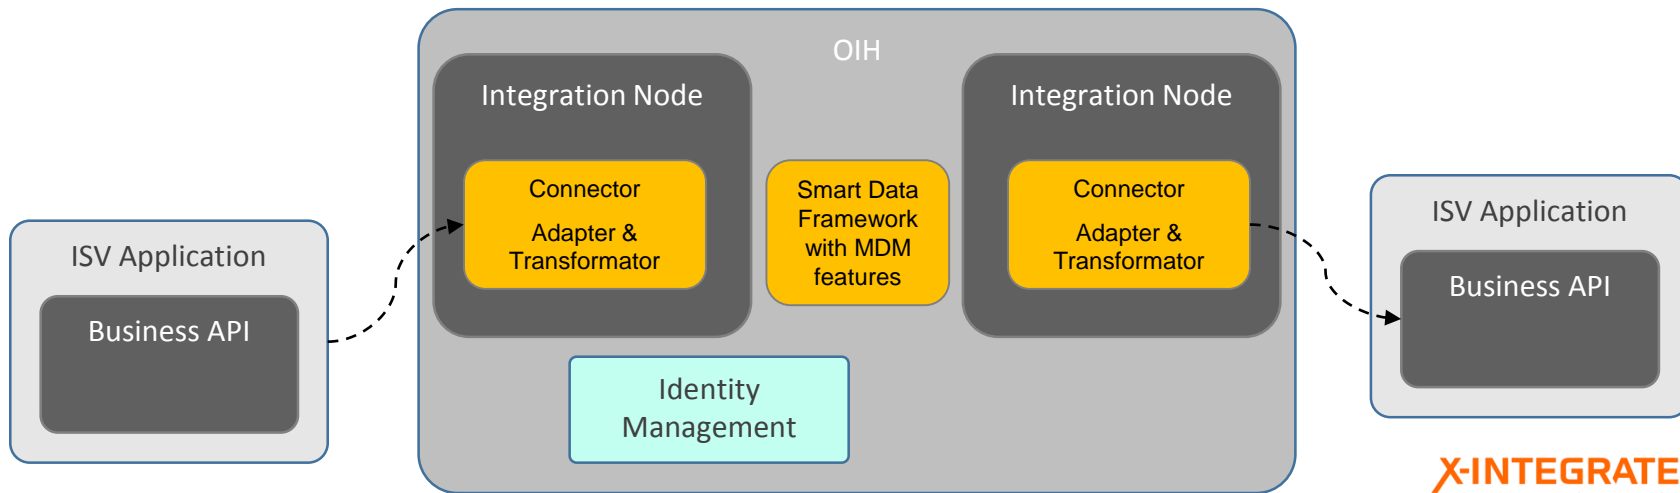 OIH
Integration Node
Connector
Adapter &
Transformator
Smart Data
Framework
with MDM
features
Integration Node
Connector
Adapter &
Transformator
ISV Application
Business API
ISV Application
Business API
Identity
Management
X-INTEGRATE